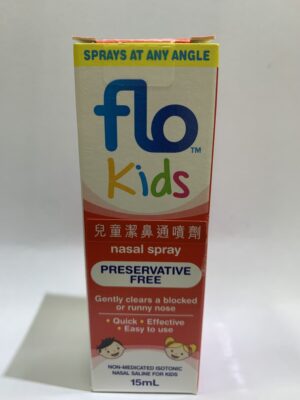 SPRAYS AT ANY ANGLE
flo™
Kids
兒童潔鼻通噴劑
nasal spray
PRESERVATIVE
FREE
Gently clears a blocked
or runny nose
• Quick • Effective
• Easy to use
NON-MEDICATED ISOTONIC
NASAL SALINE FOR KIDS
15mL